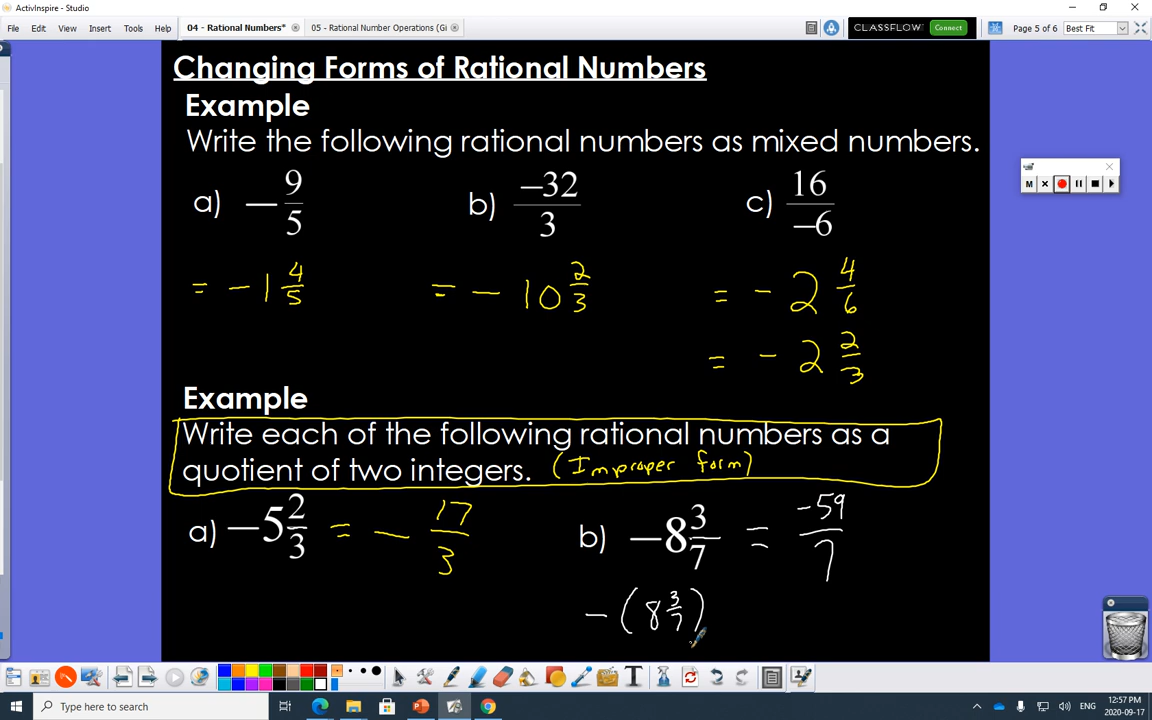 ActivInspire - Studio
File Edit View Insert Tools Help 04 - Rational Numbers* 05 - Rational Number Operations (Gi CLASSFLOW Connect Page 5 of 6 Best Fit
Changing Forms of Rational Numbers
Example
Write the following rational numbers as mixed numbers.
a) −9/5 b) −32/3 c) 16/−6
= −1 4/5 = −10 2/3 = −2 4/6
= −2 2/3
Example
Write each of the following rational numbers as a
quotient of two integers. (Improper form)
a) −5 2/3 = −17/3 b) −8 3/7 = −59/7
−(8 3/7)
M
T
Type here to search
ENG 12:57 PM
2020-09-17